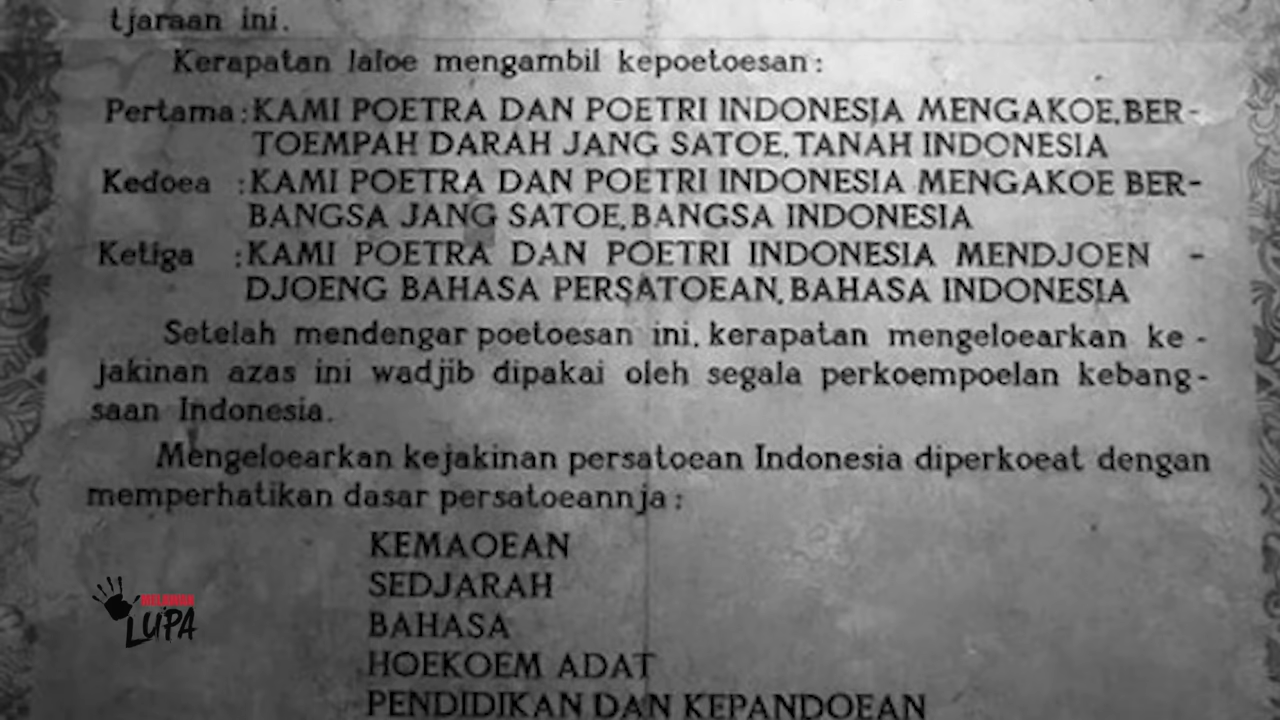 tjaraan ini.
Kerapatan laloe mengambil kepoetoesan:
Pertama : KAMI POETRA DAN POETRI INDONESIA MENGAKOE, BER-
TOEMPAH DARAH JANG SATOE, TANAH INDONESIA
Kedoea : KAMI POETRA DAN POETRI INDONESIA MENGAKOE BER-
BANGSA JANG SATOE, BANGSA INDONESIA
Ketiga : KAMI POETRA DAN POETRI INDONESIA MENDJOEN -
DJOENG BAHASA PERSATOEAN, BAHASA INDONESIA
Setelah mendengar poetoesan ini, kerapatan mengeloearkan ke -
jakinan azas ini wadjib dipakai oleh segala perkoempoelan kebang-
saan Indonesia.
Mengeloearkan kejakinan persatoean Indonesia diperkoeat dengan
memperhatikan dasar persatoeannja :
KEMAOEAN
SEDJARAH
BAHASA
HOEKOEM ADAT
PENDIDIKAN DAN KEPANDOEAN
MELAWAN
LUPA